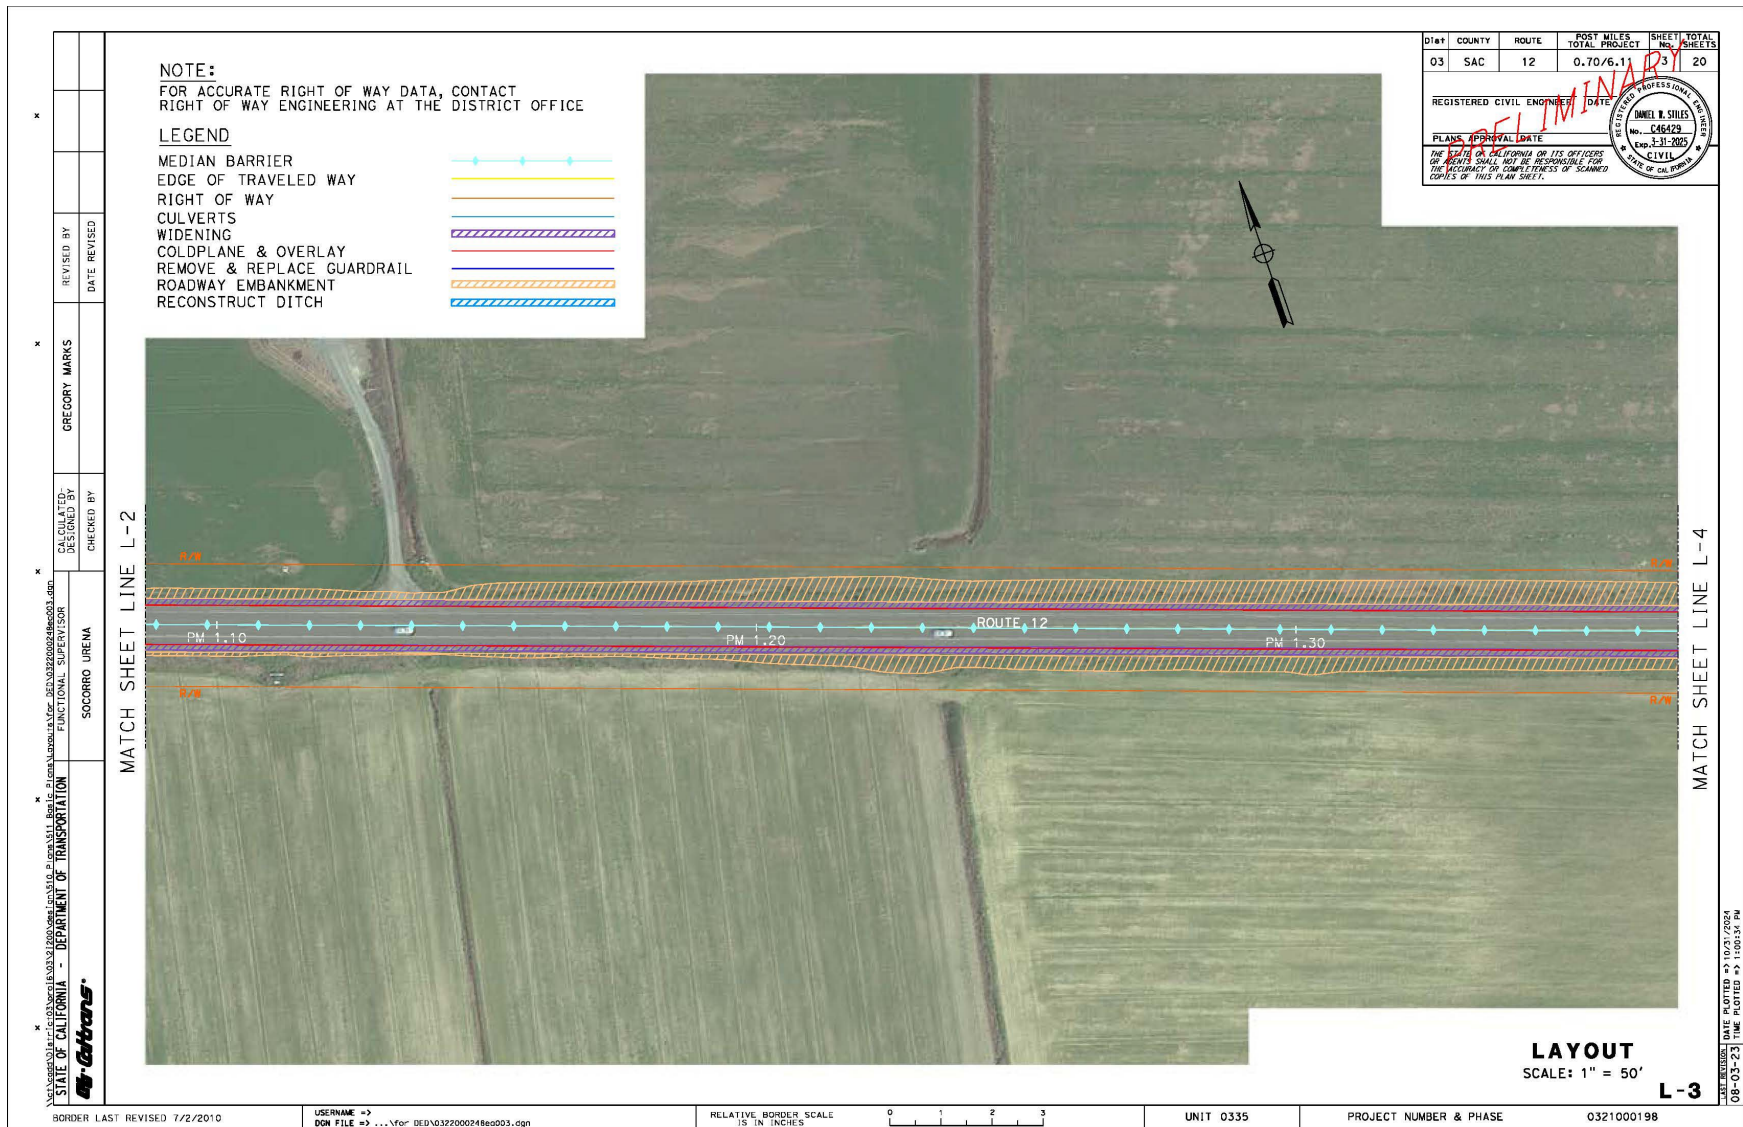 NOTE:
FOR ACCURATE RIGHT OF WAY DATA, CONTACT
RIGHT OF WAY ENGINEERING AT THE DISTRICT OFFICE
LEGEND
MEDIAN BARRIER
EDGE OF TRAVELED WAY
RIGHT OF WAY
CULVERTS
WIDENING
COLDPLANE & OVERLAY
REMOVE & REPLACE GUARDRAIL
ROADWAY EMBANKMENT
RECONSTRUCT DITCH
Dist COUNTY ROUTE POST MILES TOTAL PROJECT SHEET No. TOTAL SHEETS
03 SAC 12 0.70/6.11 3 20
REGISTERED CIVIL ENGINEER DATE
PLANS APPROVAL DATE
THE STATE OF CALIFORNIA OR ITS OFFICERS
OR AGENTS SHALL NOT BE RESPONSIBLE FOR
THE ACCURACY OR COMPLETENESS OF SCANNED
COPIES OF THIS PLAN SHEET.
PRELIMINARY
REGISTERED PROFESSIONAL ENGINEER
DANIEL W. STILES
No. C46429
Exp. 3-31-2025
CIVIL
STATE OF CALIFORNIA
REVISED BY
DATE REVISED
GREGORY MARKS
CALCULATED-
DESIGNED BY
CHECKED BY
FUNCTIONAL SUPERVISOR
SOCORRO URENA
STATE OF CALIFORNIA - DEPARTMENT OF TRANSPORTATION
Caltrans
MATCH SHEET LINE L-2
R/W
R/W
PM 1.10
PM 1.20
ROUTE 12
PM 1.30
R/W
R/W
MATCH SHEET LINE L-4
LAYOUT
SCALE: 1" = 50'
L-3
LAST REVISION
08-03-23
DATE PLOTTED => 10/31/2024
TIME PLOTTED => 1:00:34 PM
BORDER LAST REVISED 7/2/2010
USERNAME =>
DGN FILE => ...\for DED\0322000248ea003.dgn
RELATIVE BORDER SCALE
IS IN INCHES
0 1 2 3
UNIT 0335
PROJECT NUMBER & PHASE
0321000198